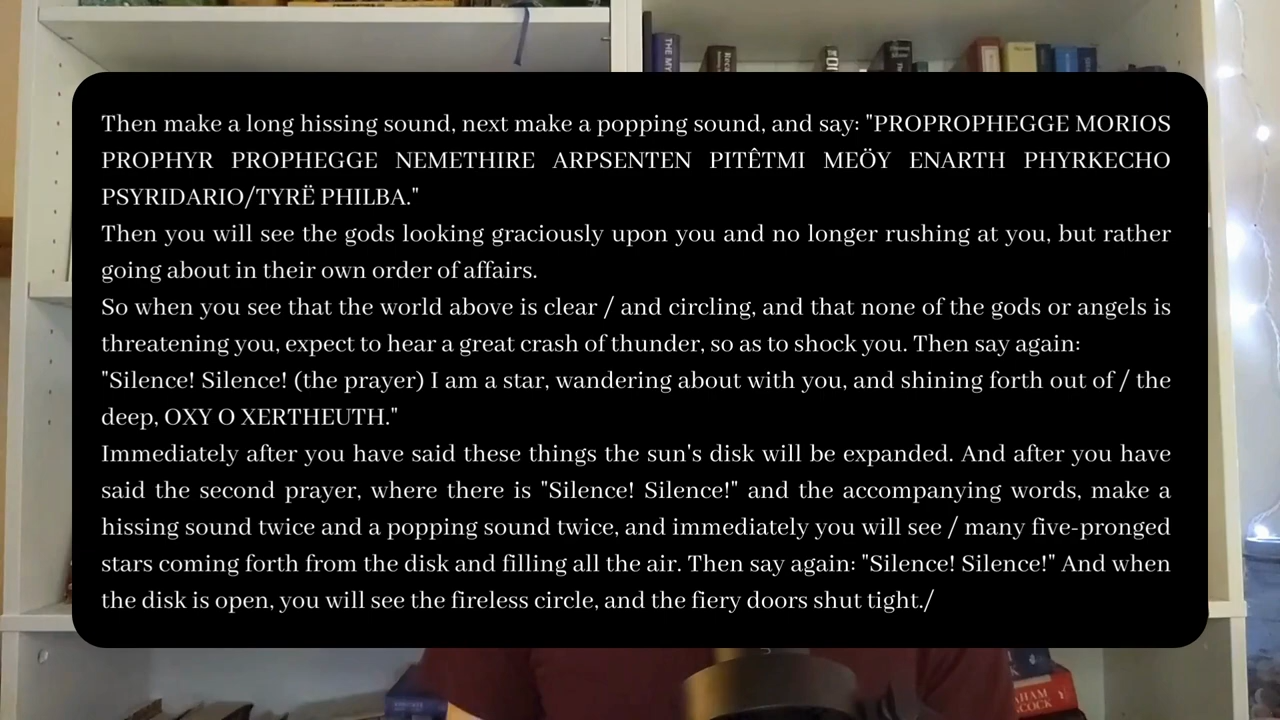 THE MY
Then make a long hissing sound, next make a popping sound, and say: "PROPROPHEGGE MORIOS
PROPHYR PROPHEGGE NEMETHIRE ARPSENTEN PITÊTMI MEÖY ENARTH PHYRKECHO
PSYRIDARIO/TYRË PHILBA."
Then you will see the gods looking graciously upon you and no longer rushing at you, but rather
going about in their own order of affairs.
So when you see that the world above is clear / and circling, and that none of the gods or angels is
threatening you, expect to hear a great crash of thunder, so as to shock you. Then say again:
"Silence! Silence! (the prayer) I am a star, wandering about with you, and shining forth out of / the
deep, OXY O XERTHEUTH."
Immediately after you have said these things the sun's disk will be expanded. And after you have
said the second prayer, where there is "Silence! Silence!" and the accompanying words, make a
hissing sound twice and a popping sound twice, and immediately you will see / many five-pronged
stars coming forth from the disk and filling all the air. Then say again: "Silence! Silence!" And when
the disk is open, you will see the fireless circle, and the fiery doors shut tight./